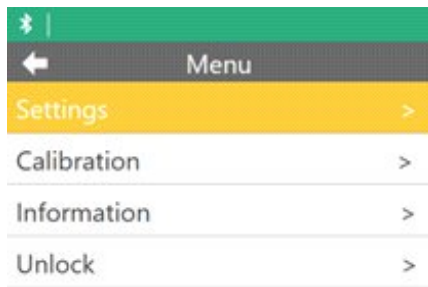 Menu
Settings >
Calibration >
Information >
Unlock >